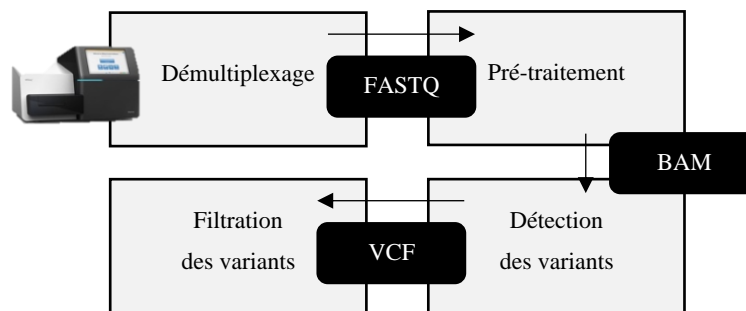 Démultiplexage
FASTQ
Pré-traitement
BAM
Filtration
des variants
VCF
Détection
des variants